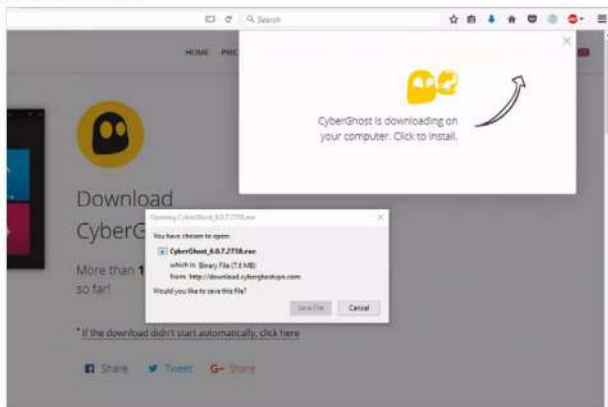 Search
HOME PRIC
CyberGhost is downloading on
your computer. Click to install.
Download
CyberG
More than 1
so far!
Opening CyberGhost_6.0.7.2738.exe
You have chosen to open:
CyberGhost_6.0.7.2738.exe
which is: Binary File (7.6 MB)
from: http://download.cyberghostvpn.com
Would you like to save this file?
Save File Cancel
* If the download didn't start automatically, click here
Share Tweet G+ Share